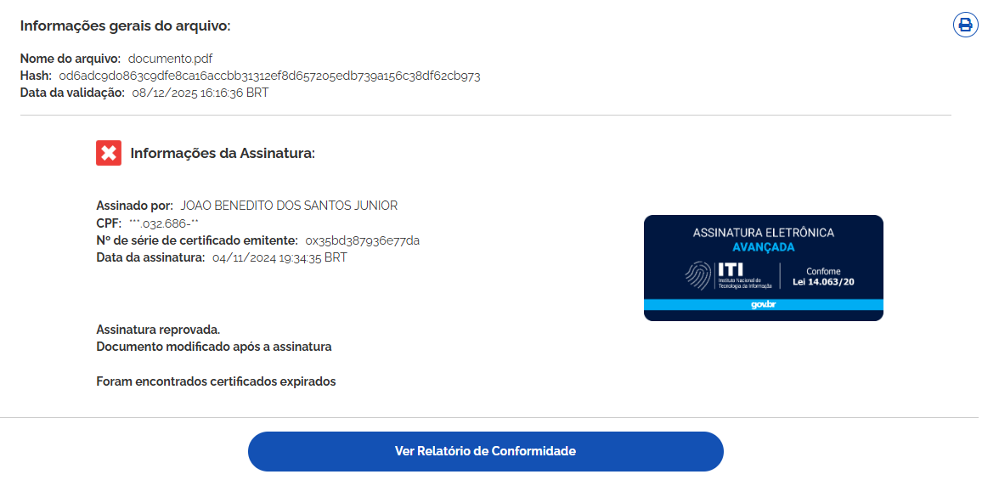 Informações gerais do arquivo:
Nome do arquivo: documento.pdf
Hash: 0d6adc9d0863c9dfe8ca16accbb31312ef8d657205edb739a156c38df62cb973
Data da validação: 08/12/2025 16:16:36 BRT
Informações da Assinatura:
Assinado por: JOAO BENEDITO DOS SANTOS JUNIOR
CPF: ***.032.686-**
Nº de série de certificado emitente: 0x35bd387936e77da
Data da assinatura: 04/11/2024 19:34:35 BRT
ASSINATURA ELETRÔNICA
AVANÇADA
ITI
Instituto Nacional de
Tecnologia da Informação
Confome
Lei 14.063/20
gov.br
Assinatura reprovada.
Documento modificado após a assinatura
Foram encontrados certificados expirados
Ver Relatório de Conformidade